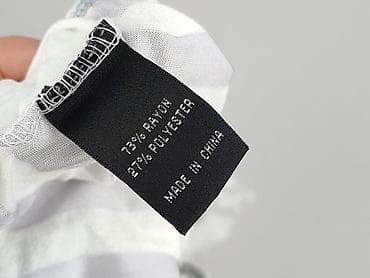 73% RAYON
27% POLYESTER
MADE IN CHINA